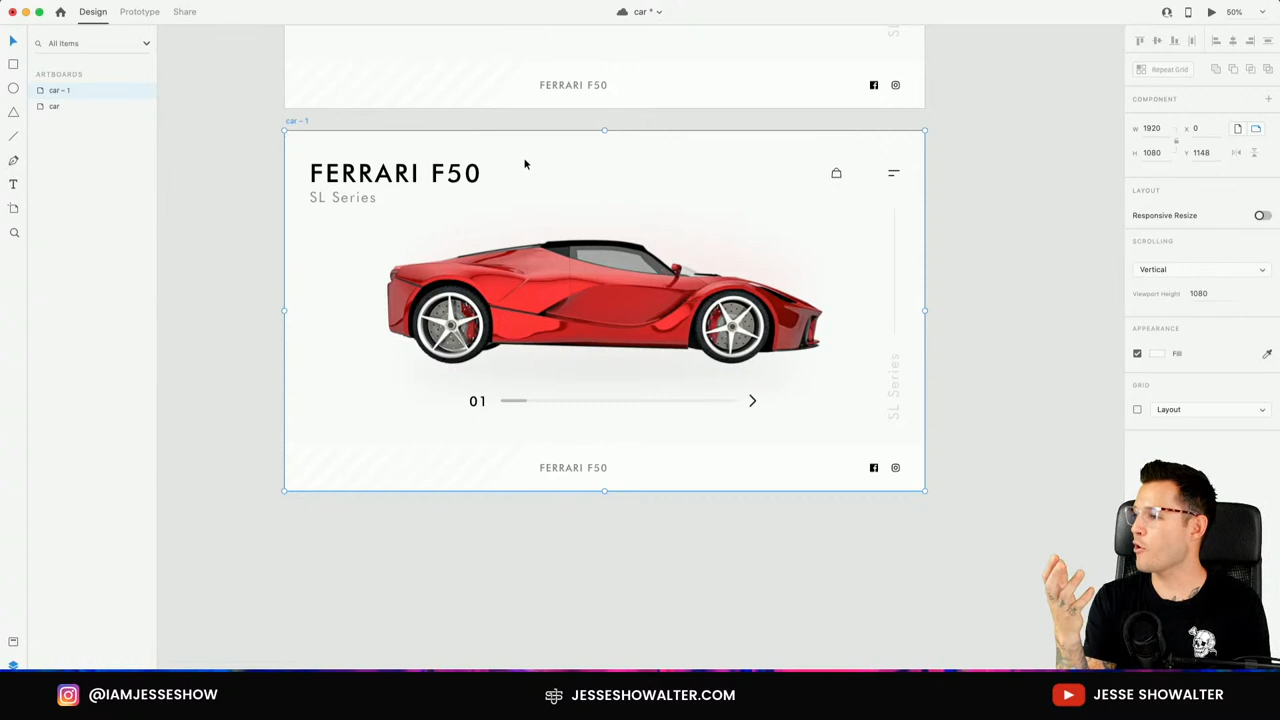 Design Prototype Share
car *
50%
All Items
ARTBOARDS
car – 1
car
SL
FERRARI F50
car – 1
FERRARI F50
SL Series
01
SL Series
FERRARI F50
Repeat Grid
COMPONENT
W 1920 X 0
H 1080 Y 1148
LAYOUT
Responsive Resize
SCROLLING
Vertical
Viewport Height 1080
APPEARANCE
Fill
GRID
Layout
@IAMJESSESHOW
JESSESHOWALTER.COM
JESSE SHOWALTER